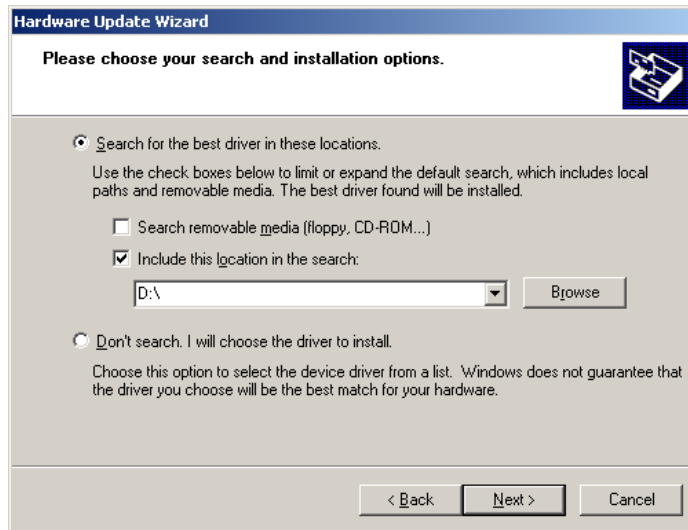 Hardware Update Wizard
Please choose your search and installation options.
Search for the best driver in these locations.
Use the check boxes below to limit or expand the default search, which includes local
paths and removable media. The best driver found will be installed.
Search removable media (floppy, CD-ROM...)
Include this location in the search:
D:\
Browse
Don't search. I will choose the driver to install.
Choose this option to select the device driver from a list.  Windows does not guarantee that
the driver you choose will be the best match for your hardware.
< Back
Next >
Cancel